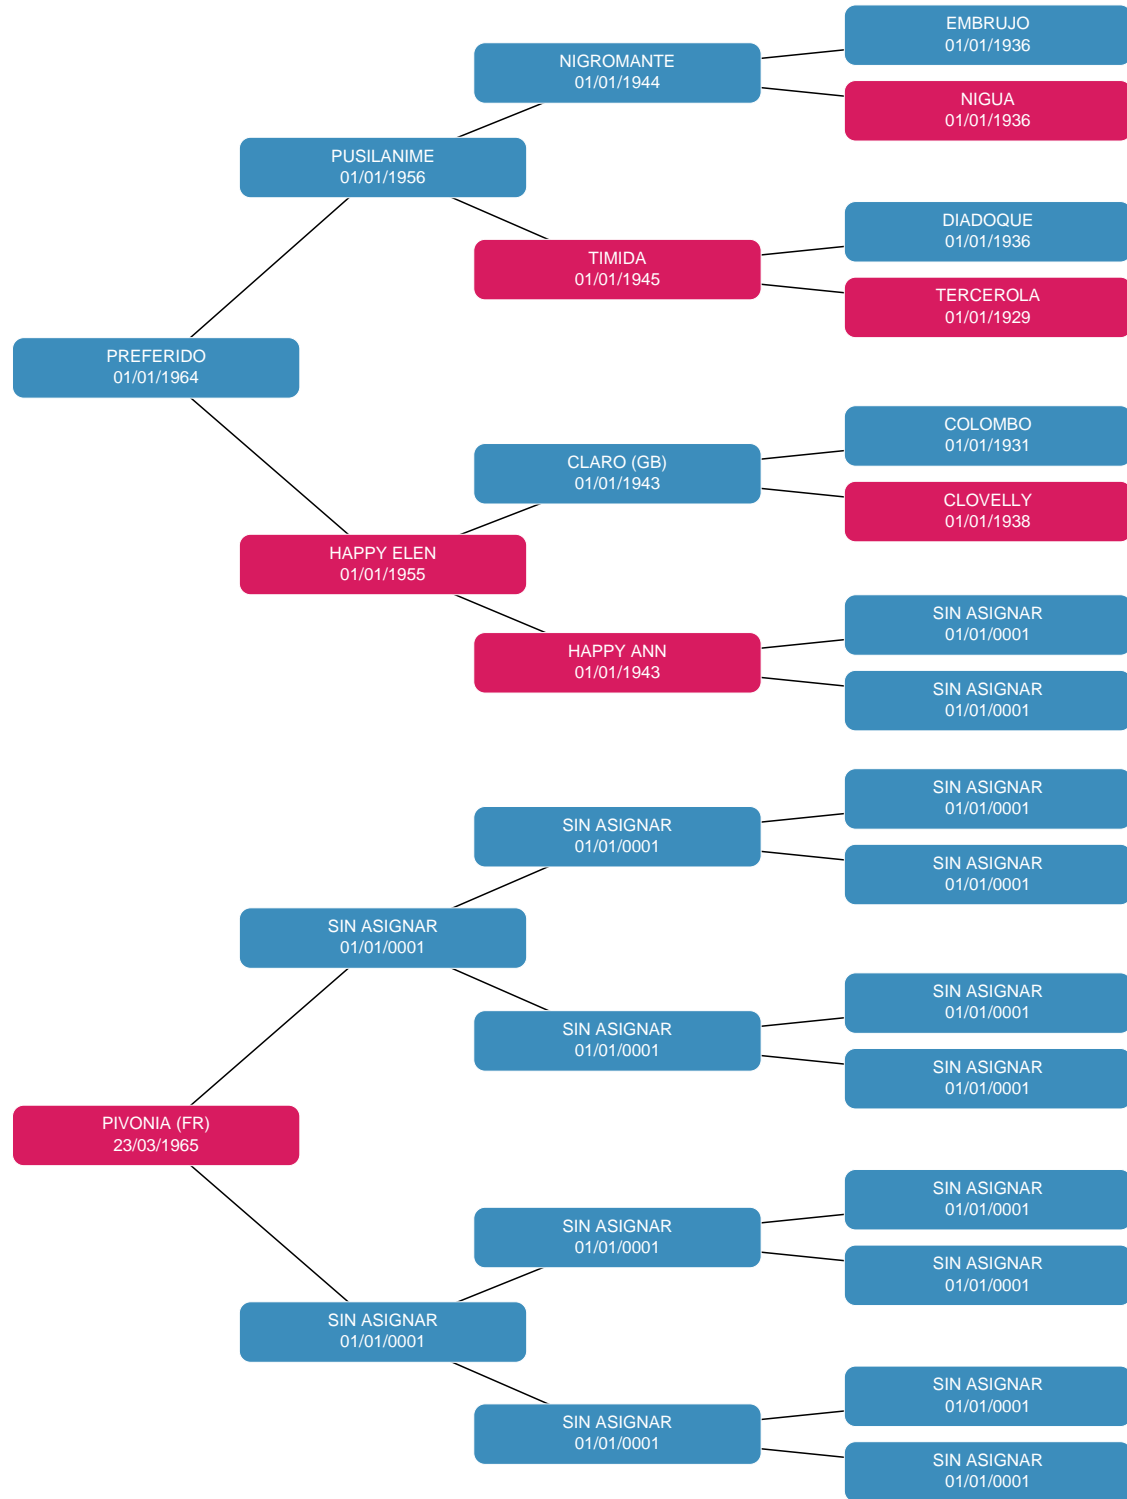 EMBRUJO
01/01/1936
NIGROMANTE
01/01/1944
NIGUA
01/01/1936
PUSILANIME
01/01/1956
DIADOQUE
01/01/1936
TIMIDA
01/01/1945
TERCEROLA
01/01/1929
PREFERIDO
01/01/1964
COLOMBO
01/01/1931
CLARO (GB)
01/01/1943
CLOVELLY
01/01/1938
HAPPY ELEN
01/01/1955
SIN ASIGNAR
01/01/0001
HAPPY ANN
01/01/1943
SIN ASIGNAR
01/01/0001
SIN ASIGNAR
01/01/0001
SIN ASIGNAR
01/01/0001
SIN ASIGNAR
01/01/0001
SIN ASIGNAR
01/01/0001
SIN ASIGNAR
01/01/0001
SIN ASIGNAR
01/01/0001
SIN ASIGNAR
01/01/0001
PIVONIA (FR)
23/03/1965
SIN ASIGNAR
01/01/0001
SIN ASIGNAR
01/01/0001
SIN ASIGNAR
01/01/0001
SIN ASIGNAR
01/01/0001
SIN ASIGNAR
01/01/0001
SIN ASIGNAR
01/01/0001
SIN ASIGNAR
01/01/0001